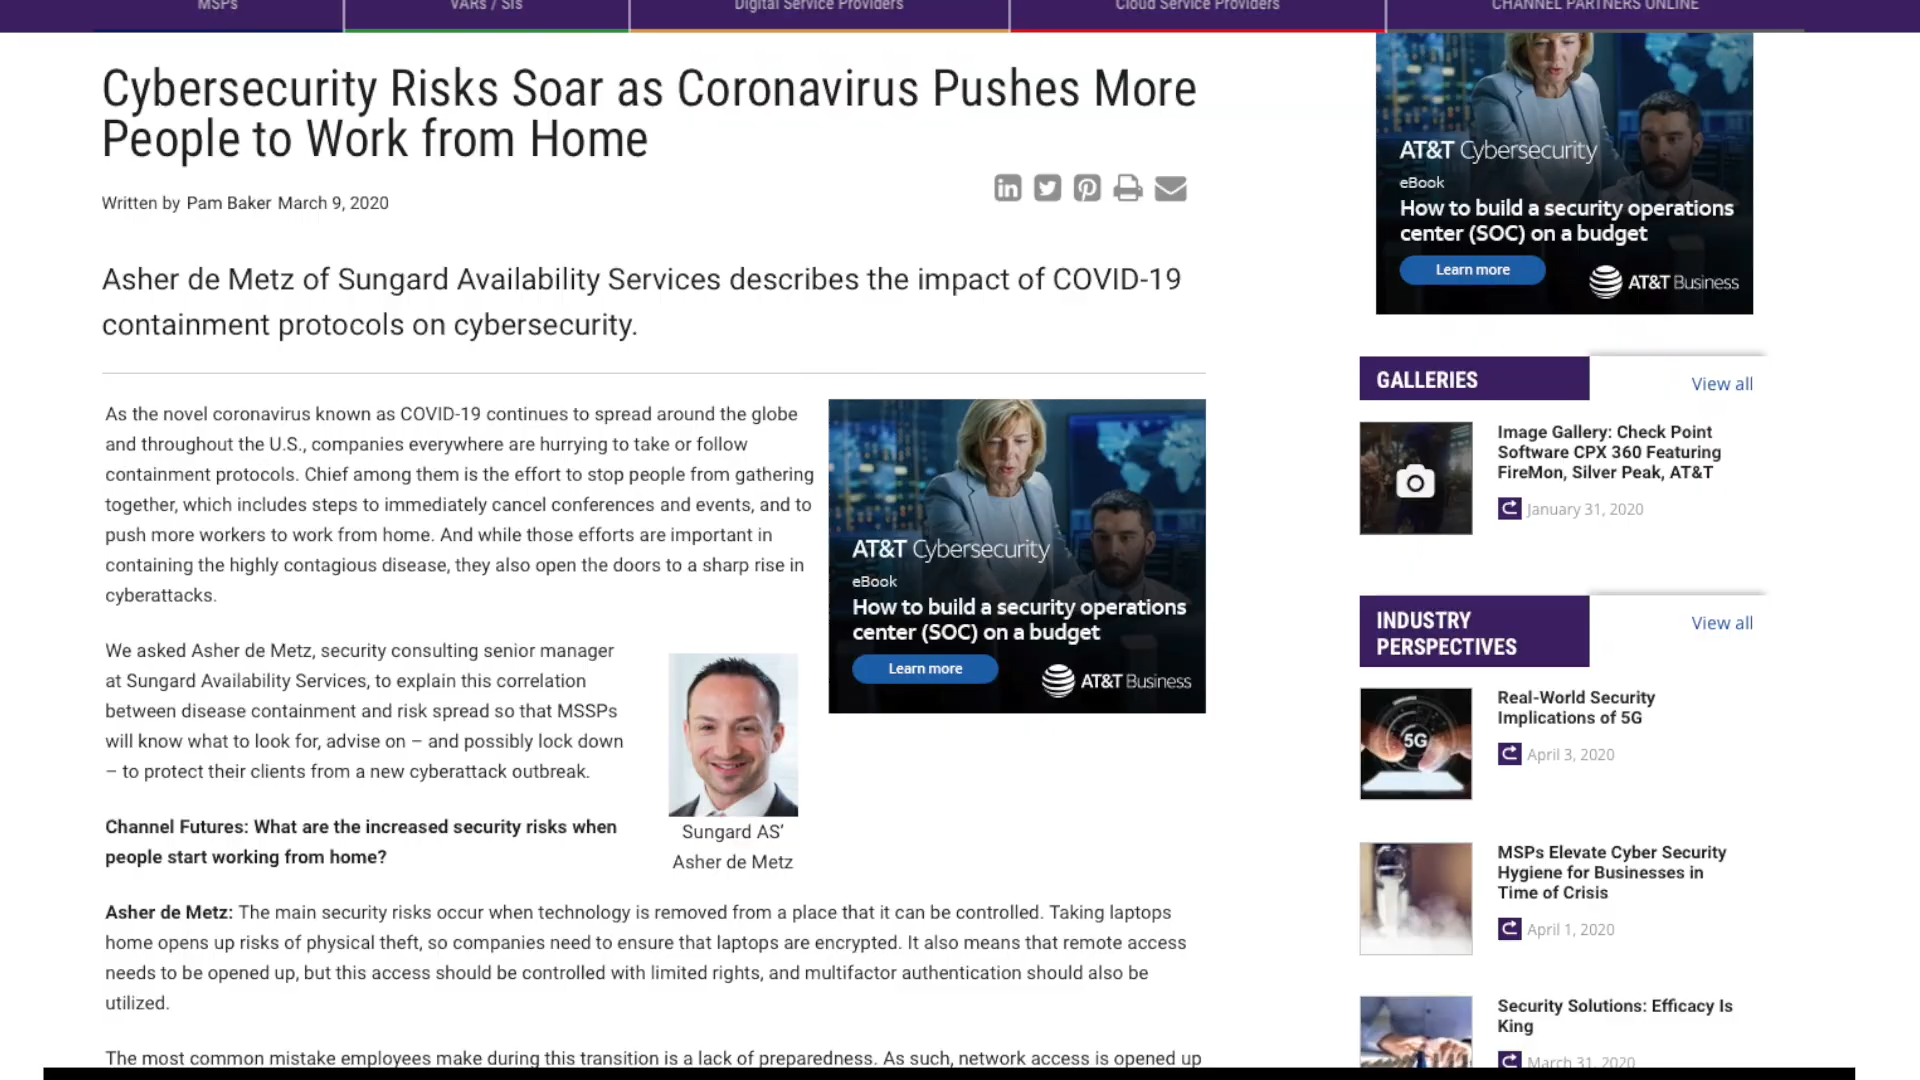 MSPs
VARs / SIs
Digital Service Providers
Cloud Service Providers
CHANNEL PARTNERS ONLINE
Cybersecurity Risks Soar as Coronavirus Pushes More
People to Work from Home
Written by Pam Baker March 9, 2020
Asher de Metz of Sungard Availability Services describes the impact of COVID-19
containment protocols on cybersecurity.
As the novel coronavirus known as COVID-19 continues to spread around the globe
and throughout the U.S., companies everywhere are hurrying to take or follow
containment protocols. Chief among them is the effort to stop people from gathering
together, which includes steps to immediately cancel conferences and events, and to
push more workers to work from home. And while those efforts are important in
containing the highly contagious disease, they also open the doors to a sharp rise in
cyberattacks.
AT&T Cybersecurity
eBook
How to build a security operations
center (SOC) on a budget
Learn more
AT&T Business
We asked Asher de Metz, security consulting senior manager
at Sungard Availability Services, to explain this correlation
between disease containment and risk spread so that MSSPs
will know what to look for, advise on – and possibly lock down
– to protect their clients from a new cyberattack outbreak.
Sungard AS’
Asher de Metz
Channel Futures: What are the increased security risks when
people start working from home?
Asher de Metz: The main security risks occur when technology is removed from a place that it can be controlled. Taking laptops
home opens up risks of physical theft, so companies need to ensure that laptops are encrypted. It also means that remote access
needs to be opened up, but this access should be controlled with limited rights, and multifactor authentication should also be
utilized.
The most common mistake employees make during this transition is a lack of preparedness. As such, network access is opened up
AT&T Cybersecurity
eBook
How to build a security operations
center (SOC) on a budget
Learn more
AT&T Business
GALLERIES
View all
Image Gallery: Check Point
Software CPX 360 Featuring
FireMon, Silver Peak, AT&T
January 31, 2020
INDUSTRY
PERSPECTIVES
View all
5G
Real-World Security
Implications of 5G
April 3, 2020
MSPs Elevate Cyber Security
Hygiene for Businesses in
Time of Crisis
April 1, 2020
Security Solutions: Efficacy Is
King
March 31, 2020